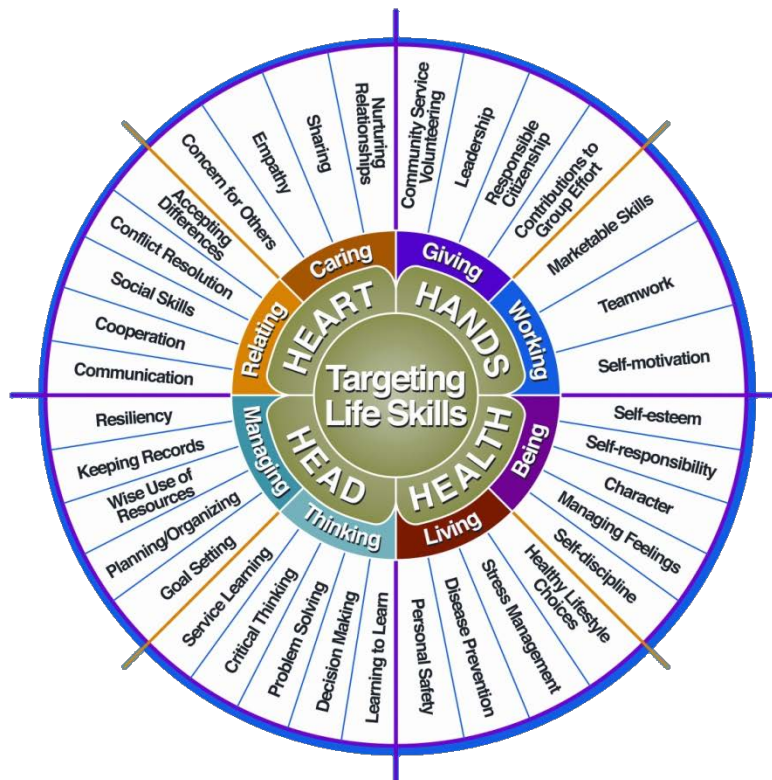 Targeting
Life Skills
HEART
HANDS
HEALTH
HEAD
Caring
Giving
Working
Being
Living
Thinking
Managing
Relating
Nurturing
Relationships
Sharing
Empathy
Concern for Others
Accepting
Differences
Conflict Resolution
Social Skills
Cooperation
Communication
Community Service
Volunteering
Leadership
Responsible
Citizenship
Contributions to
Group Effort
Marketable Skills
Teamwork
Self-motivation
Self-esteem
Self-responsibility
Character
Managing Feelings
Self-discipline
Healthy Lifestyle
Choices
Stress Management
Disease Prevention
Personal Safety
Learning to Learn
Decision Making
Problem Solving
Critical Thinking
Service Learning
Goal Setting
Planning/Organizing
Wise Use of
Resources
Keeping Records
Resiliency